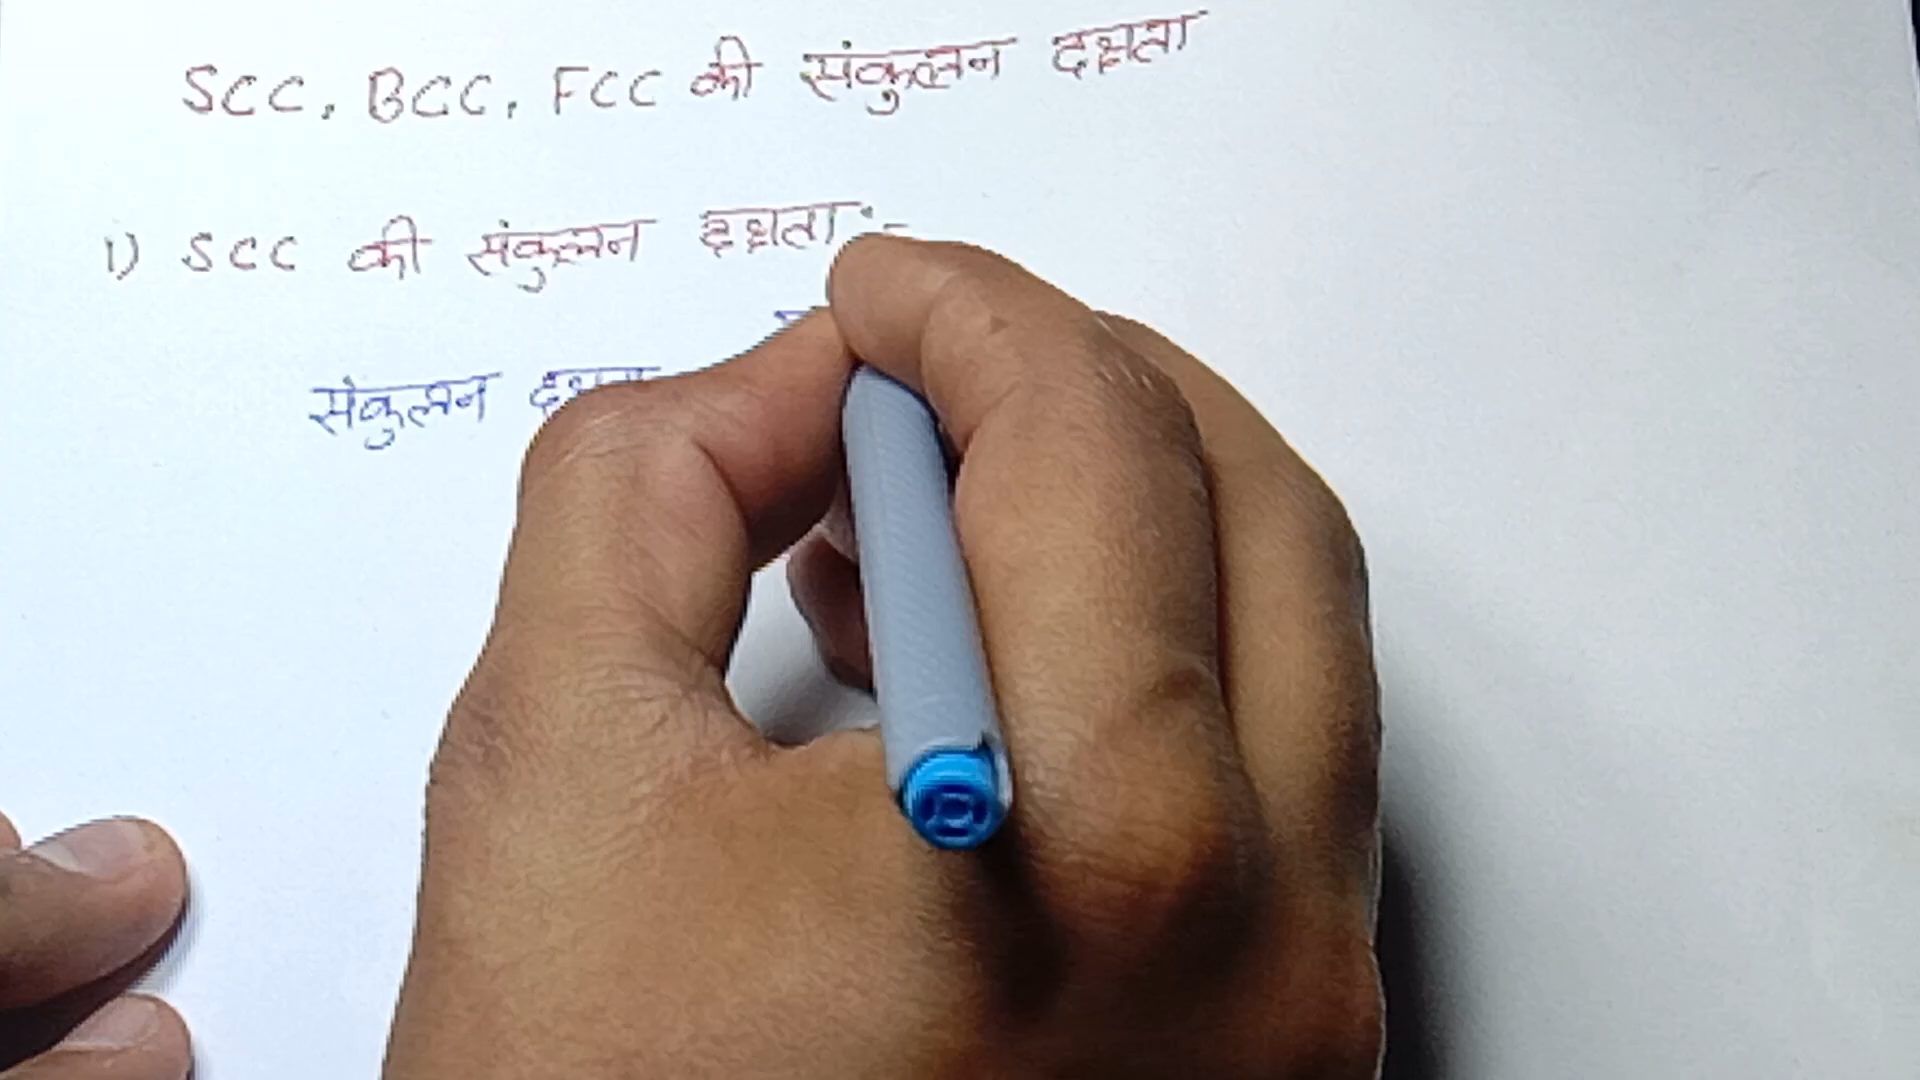 SCC, BCC, FCC की संकुलन दक्षता
1) SCC की संकुलन दक्षता :-
संकुलन